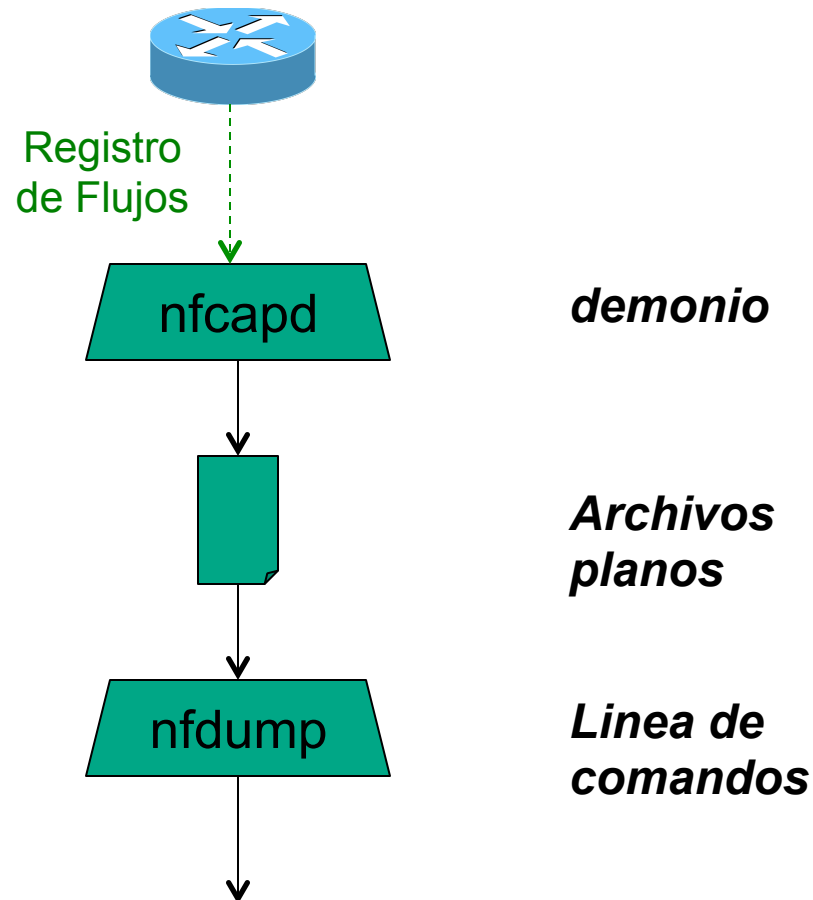 Registro
de Flujos
nfcapd
demonio
Archivos
planos
nfdump
Linea de
comandos